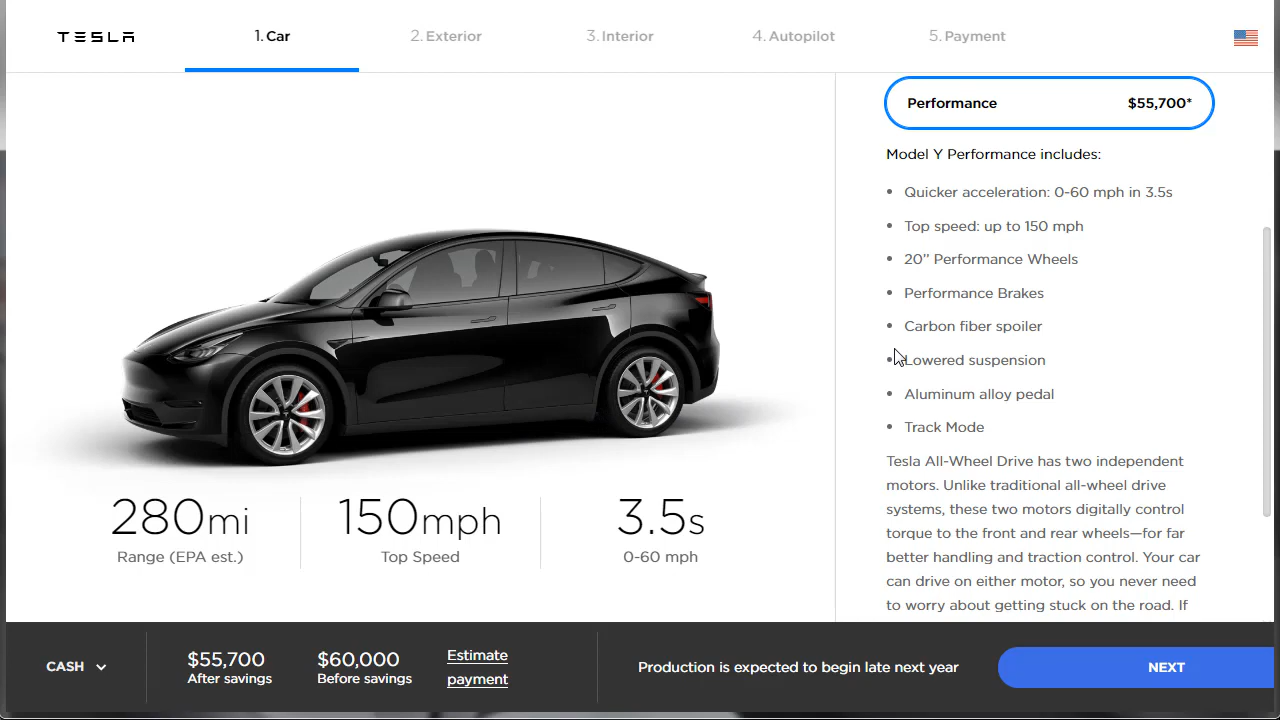 TESLA
1. Car
2. Exterior
3. Interior
4. Autopilot
5. Payment
Performance $55,700*
Model Y Performance includes:
• Quicker acceleration: 0-60 mph in 3.5s
• Top speed: up to 150 mph
• 20” Performance Wheels
• Performance Brakes
• Carbon fiber spoiler
• Lowered suspension
• Aluminum alloy pedal
• Track Mode
Tesla All-Wheel Drive has two independent
motors. Unlike traditional all-wheel drive
systems, these two motors digitally control
torque to the front and rear wheels—for far
better handling and traction control. Your car
can drive on either motor, so you never need
to worry about getting stuck on the road. If
280mi
Range (EPA est.)
150mph
Top Speed
3.5s
0-60 mph
CASH
$55,700
After savings
$60,000
Before savings
Estimate
payment
Production is expected to begin late next year
NEXT